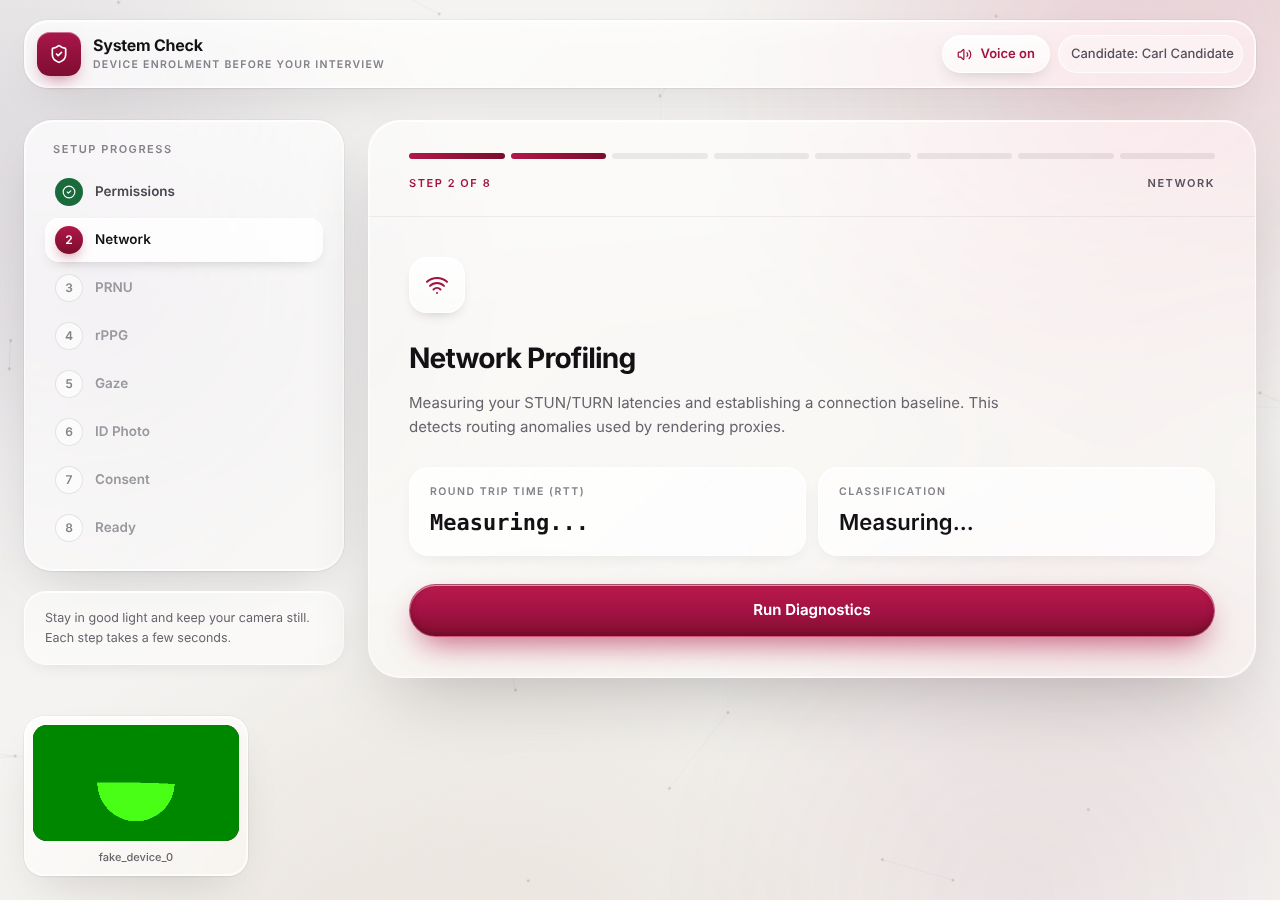 System Check
DEVICE ENROLMENT BEFORE YOUR INTERVIEW
Voice on
Candidate: Carl Candidate
SETUP PROGRESS
Permissions
2 Network
3 PRNU
4 rPPG
5 Gaze
6 ID Photo
7 Consent
8 Ready
Stay in good light and keep your camera still.
Each step takes a few seconds.
fake_device_0
STEP 2 OF 8
NETWORK
Network Profiling
Measuring your STUN/TURN latencies and establishing a connection baseline. This
detects routing anomalies used by rendering proxies.
ROUND TRIP TIME (RTT)
Measuring...
CLASSIFICATION
Measuring...
Run Diagnostics